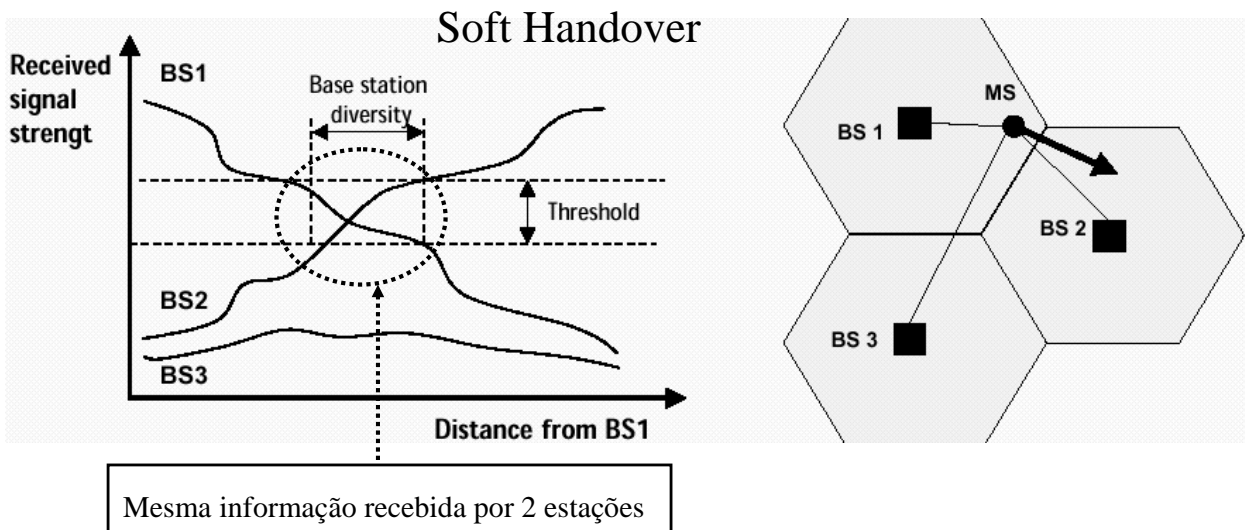 Soft Handover
Received
signal
strengt
BS1
Base station
diversity
Threshold
BS2
BS3
Distance from BS1
MS
BS 1
BS 2
BS 3
Mesma informação recebida por 2 estações